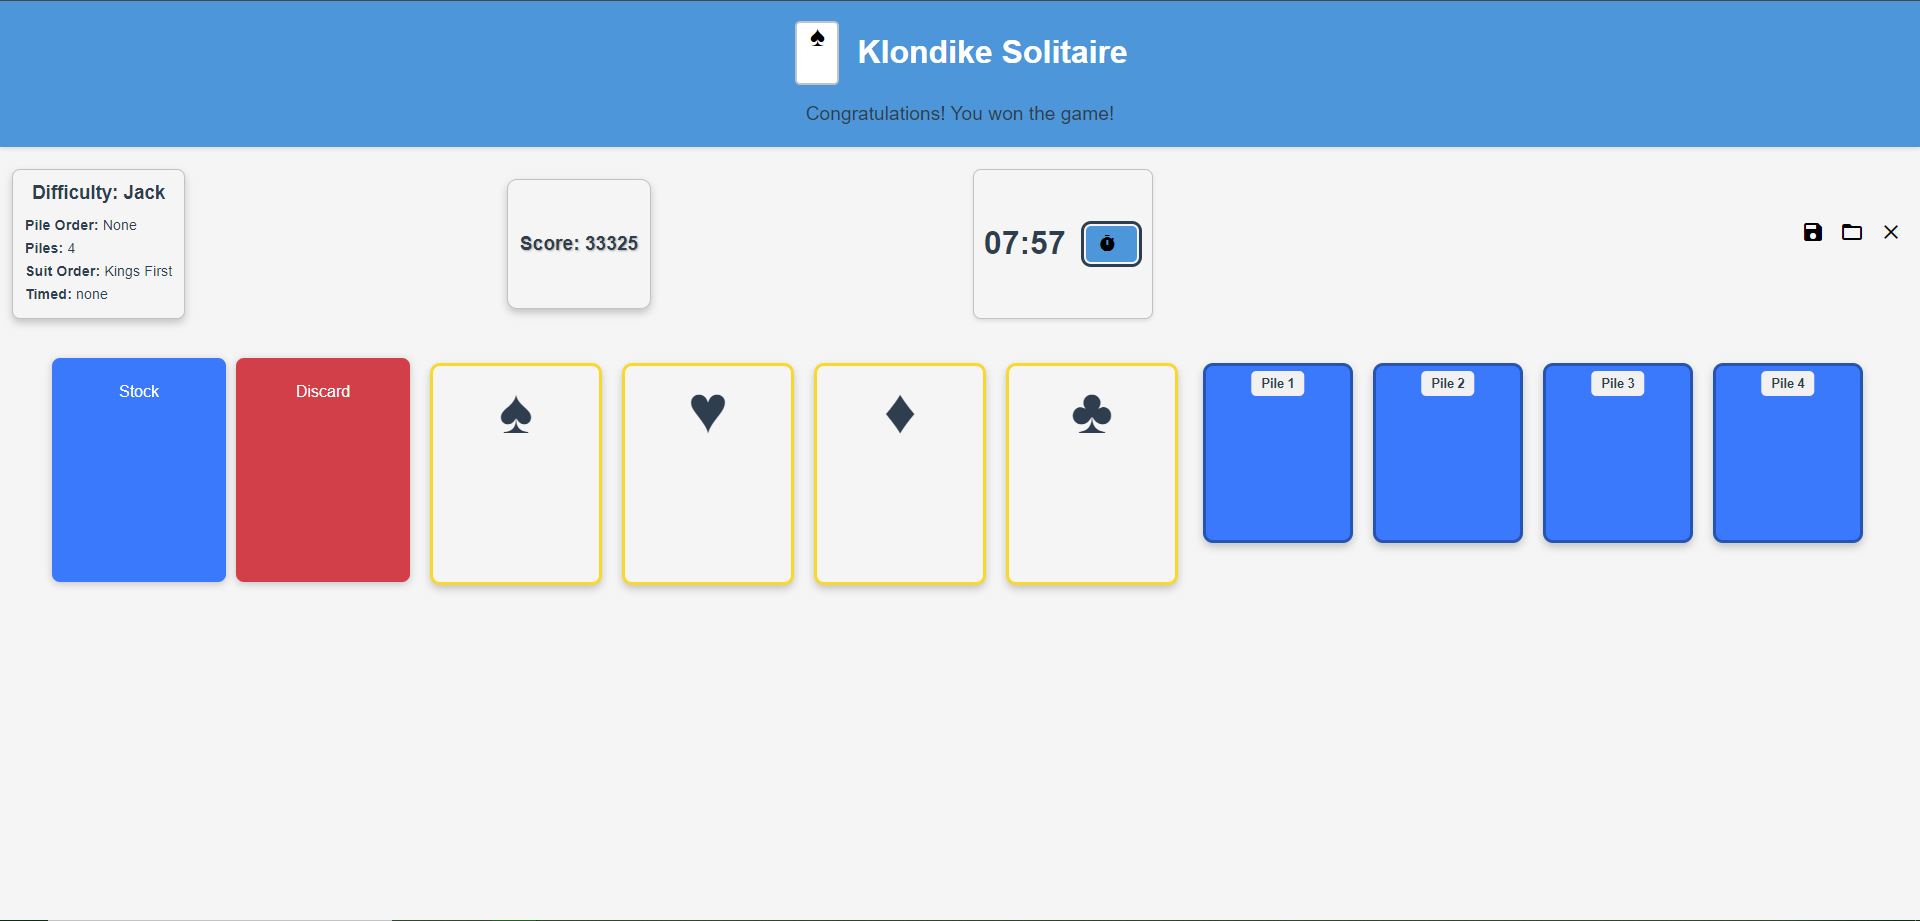 Klondike Solitaire
Congratulations! You won the game!
Difficulty: Jack
Pile Order: None
Piles: 4
Suit Order: Kings First
Timed: none
Score: 33325
07:57
Stock
Discard
Pile 1
Pile 2
Pile 3
Pile 4